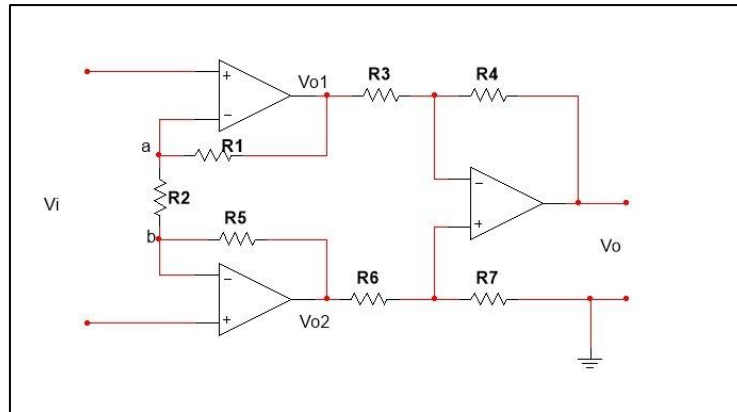 Vo1
R3
R4
+
−
a
R1
R2
Vi
−
+
b
R5
Vo
−
+
R6
R7
Vo2